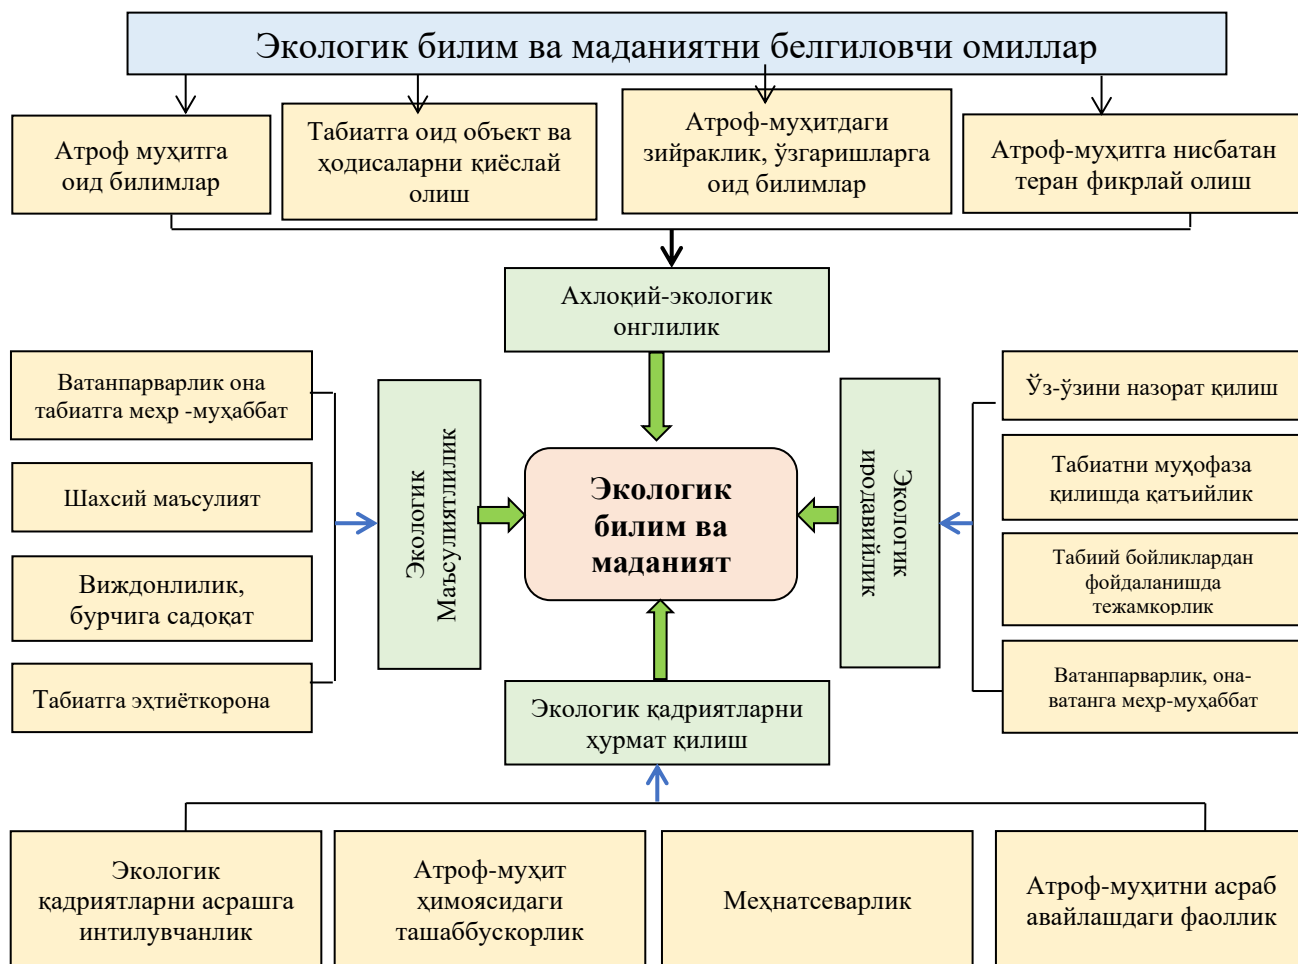 Экологик билим ва маданиятни белгиловчи омиллар
Атроф муҳитга
оид билимлар
Табиатга оид объект ва
ҳодисаларни қиёслай
олиш
Атроф-муҳитдаги
зийраклик, ўзгаришларга
оид билимлар
Атроф-муҳитга нисбатан
теран фикрлай олиш
Ахлоқий-экологик
онглилик
Ватанпарварлик она
табиатга меҳр -муҳаббат
Шахсий маъсулият
Виждонлилик,
бурчига садоқат
Табиатга эҳтиёткорона
Экологик
Маъсулиятлилик
Экологик
билим ва
маданият
Экологик
иродавийлик
Ўз-ўзини назорат қилиш
Табиатни муҳофаза
қилишда қатъийлик
Табиий бойликлардан
фойдаланишда
тежамкорлик
Ватанпарварлик, она-
ватанга меҳр-муҳаббат
Экологик қадриятларни
ҳурмат қилиш
Экологик
қадриятларни асрашга
интилувчанлик
Атроф-муҳит
ҳимоясидаги
ташаббускорлик
Меҳнатсеварлик
Атроф-муҳитни асраб
авайлашдаги фаоллик